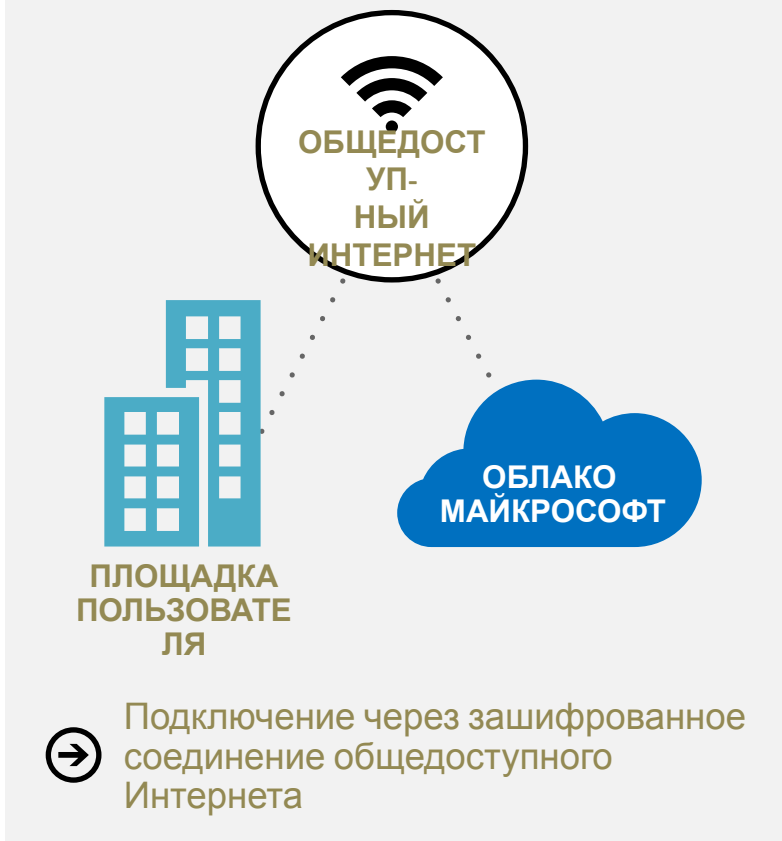 ОБЩЕДОСТ
УП-
НЫЙ
ИНТЕРНЕТ
ОБЛАКО
МАЙКРОСОФТ
ПЛОЩАДКА
ПОЛЬЗОВАТЕ
ЛЯ
Подключение через зашифрованное
соединение общедоступного
Интернета